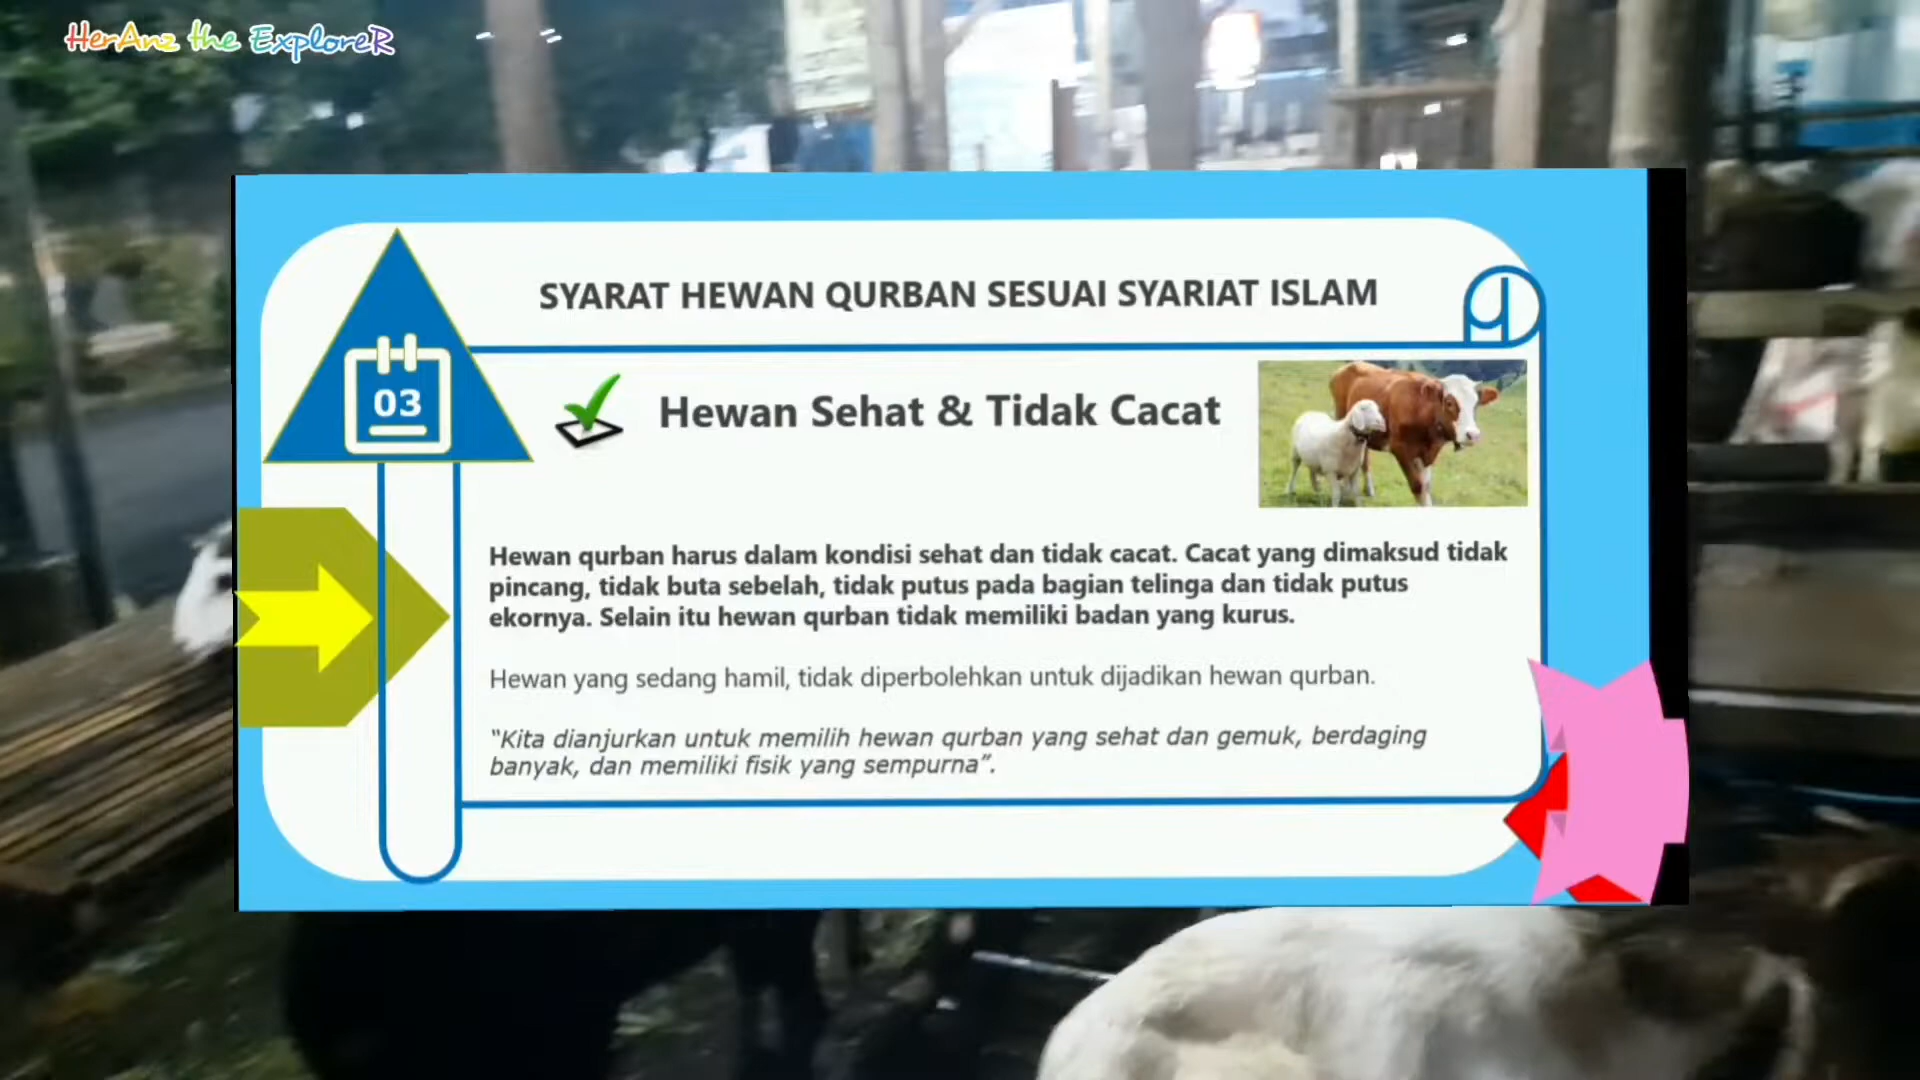 HerAnz the ExploreR
SYARAT HEWAN QURBAN SESUAI SYARIAT ISLAM
03
Hewan Sehat & Tidak Cacat
Hewan qurban harus dalam kondisi sehat dan tidak cacat. Cacat yang dimaksud tidak
pincang, tidak buta sebelah, tidak putus pada bagian telinga dan tidak putus
ekornya. Selain itu hewan qurban tidak memiliki badan yang kurus.
Hewan yang sedang hamil, tidak diperbolehkan untuk dijadikan hewan qurban.
“Kita dianjurkan untuk memilih hewan qurban yang sehat dan gemuk, berdaging
banyak, dan memiliki fisik yang sempurna”.